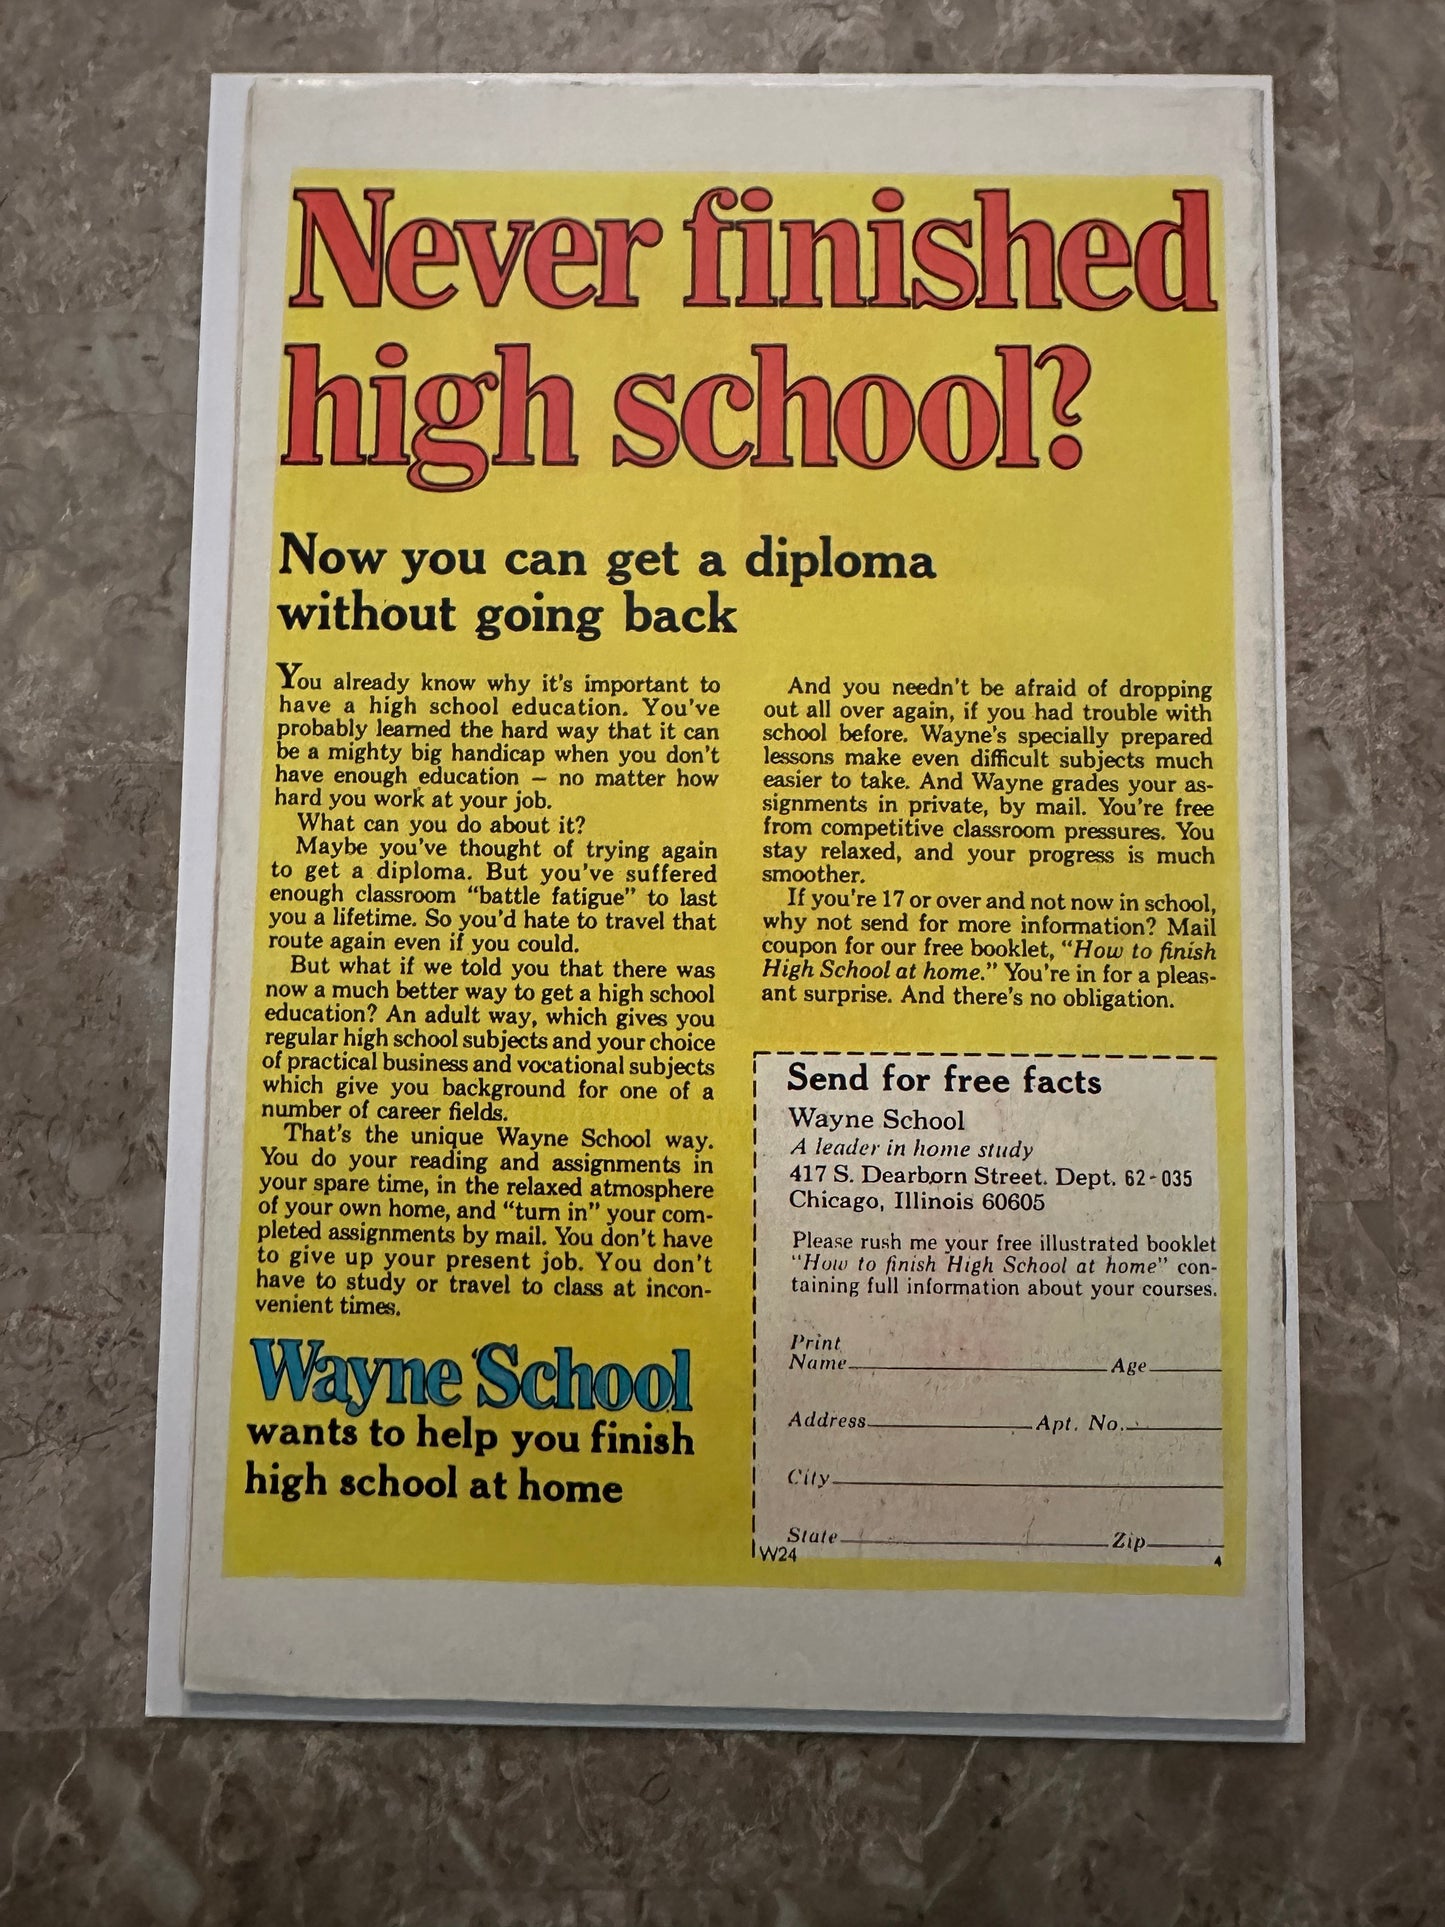 Never finished
high school?
Now you can get a diploma
without going back
You already know why it's important to
have a high school education. You've
probably learned the hard way that it can
be a mighty big handicap when you don't
have enough education – no matter how
hard you work at your job.
What can you do about it?
Maybe you've thought of trying again
to get a diploma. But you've suffered
enough classroom “battle fatigue” to last
you a lifetime. So you'd hate to travel that
route again even if you could.
But what if we told you that there was
now a much better way to get a high school
education? An adult way, which gives you
regular high school subjects and your choice
of practical business and vocational subjects
which give you background for one of a
number of career fields.
That's the unique Wayne School way.
You do your reading and assignments in
your spare time, in the relaxed atmosphere
of your own home, and “turn in” your com-
pleted assignments by mail. You don't have
to give up your present job. You don't
have to study or travel to class at incon-
venient times.
Wayne School
wants to help you finish
high school at home
And you needn't be afraid of dropping
out all over again, if you had trouble with
school before. Wayne's specially prepared
lessons make even difficult subjects much
easier to take. And Wayne grades your as-
signments in private, by mail. You're free
from competitive classroom pressures. You
stay relaxed, and your progress is much
smoother.
If you're 17 or over and not now in school,
why not send for more information? Mail
coupon for our free booklet, “How to finish
High School at home.” You're in for a pleas-
ant surprise. And there's no obligation.
Send for free facts
Wayne School
A leader in home study
417 S. Dearborn Street. Dept. 62-035
Chicago, Illinois 60605
Please rush me your free illustrated booklet
“How to finish High School at home” con-
taining full information about your courses.
Print
Name Age
Address Apt. No.
City
State Zip
W24 4